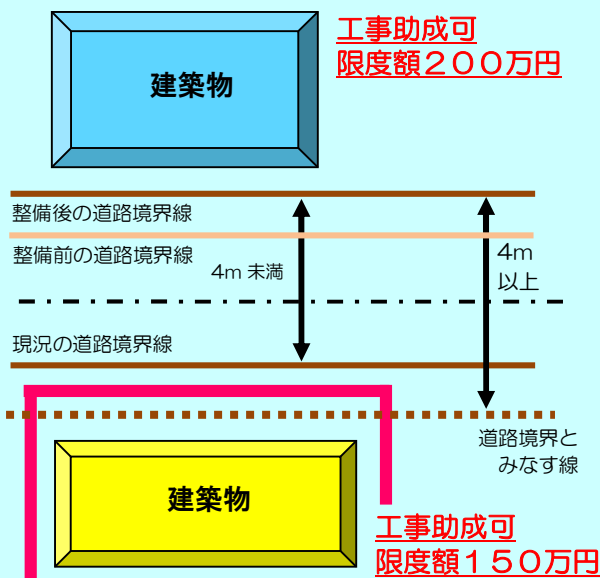 工事助成可
限度額２００万円
建築物
整備後の道路境界線
整備前の道路境界線
4m 未満
4m
以上
現況の道路境界線
道路境界と
みなす線
建築物
工事助成可
限度額１５０万円